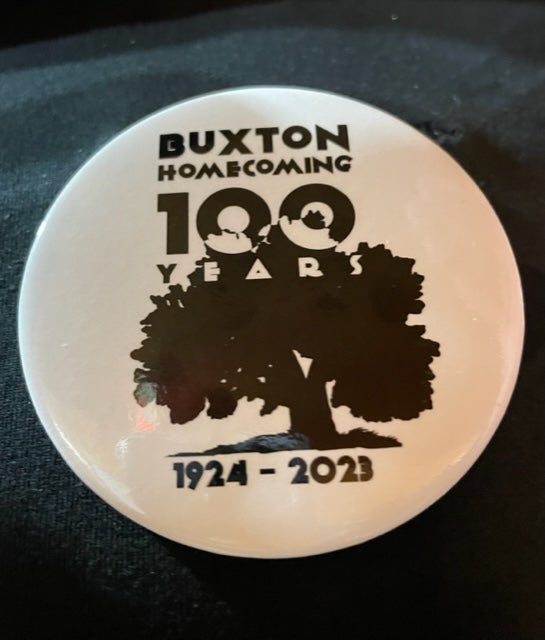 BUXTON
HOMECOMING
100
YEARS
1924 - 2023